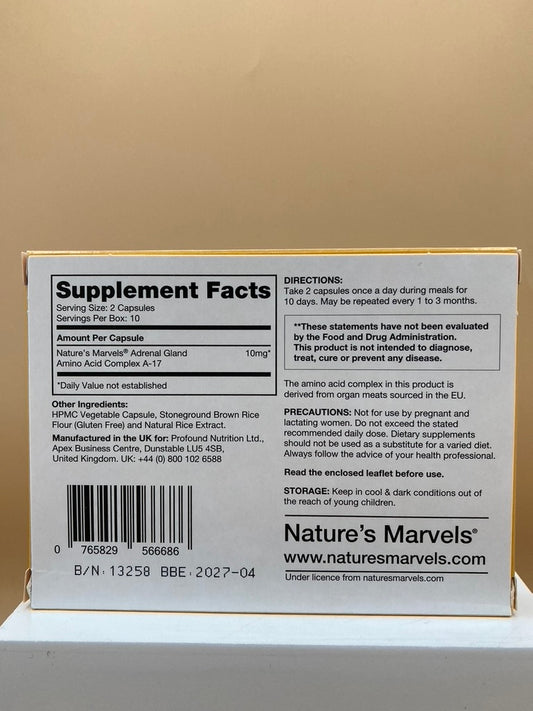 Supplement Facts
Serving Size: 2 Capsules
Servings Per Box: 10
Amount Per Capsule
Nature's Marvels® Adrenal Gland 10mg*
Amino Acid Complex A-17
*Daily Value not established
Other Ingredients:
HPMC Vegetable Capsule, Stoneground Brown Rice
Flour (Gluten Free) and Natural Rice Extract.
Manufactured in the UK for: Profound Nutrition Ltd.,
Apex Business Centre, Dunstable LU5 4SB,
United Kingdom. UK: +44 (0) 800 102 6588
0 765829 566686
B/N: 13258 BBE: 2027-04
DIRECTIONS:
Take 2 capsules once a day during meals for
10 days. May be repeated every 1 to 3 months.
**These statements have not been evaluated
by the Food and Drug Administration.
This product is not intended to diagnose,
treat, cure or prevent any disease.
The amino acid complex in this product is
derived from organ meats sourced in the EU.
PRECAUTIONS: Not for use by pregnant and
lactating women. Do not exceed the stated
recommended daily dose. Dietary supplements
should not be used as a substitute for a varied diet.
Always follow the advice of your health professional.
Read the enclosed leaflet before use.
STORAGE: Keep in cool & dark conditions out of
the reach of young children.
Nature's Marvels®
www.naturesmarvels.com
Under licence from naturesmarvels.com